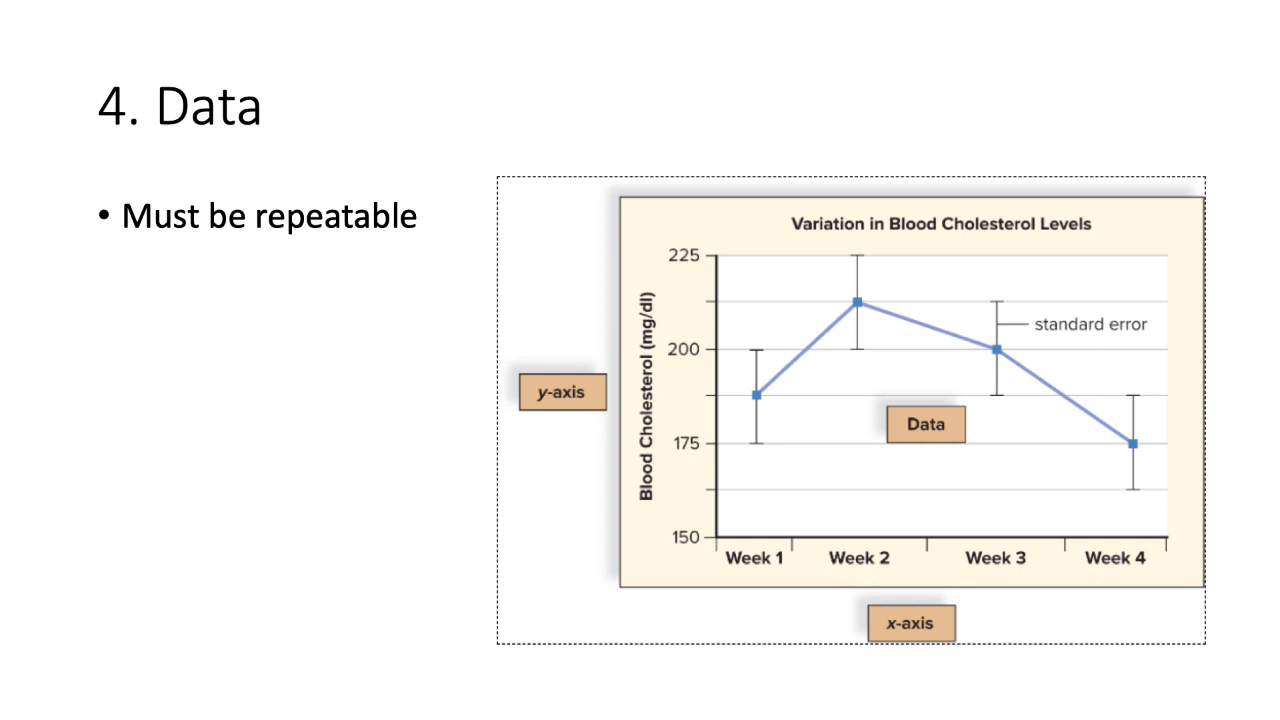 4. Data
• Must be repeatable
Variation in Blood Cholesterol Levels
Blood Cholesterol (mg/dl)
225
200
175
150
standard error
y-axis
Data
Week 1 Week 2 Week 3 Week 4
x-axis